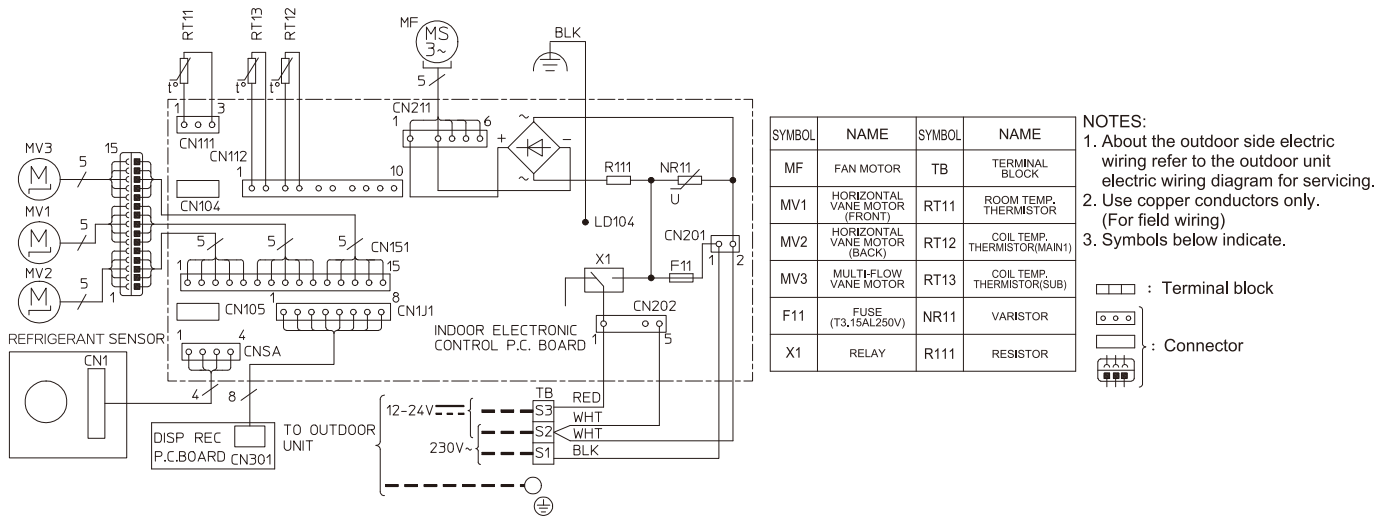 RT11
RT13
RT12
MF
MS
3~
5
BLK
t°
t°
t°
1 3
CN111
CN112
1 10
CN104
CN211
1 6
+ ~ -
~
R111
NR11
U
LD104
CN201
1 2
X1
F11
CN202
1 5
MV3
5
15
MV1
5
MV2
5
1
5 5 5
CN151
1 15
CN105
1 8
CN1J1
INDOOR ELECTRONIC
CONTROL P.C. BOARD
REFRIGERANT SENSOR
CN1
1 4
CNSA
4
8
DISP REC
P.C.BOARD CN301
TO OUTDOOR
UNIT
12-24V
230V~
TB
S3 RED
WHT
S2 WHT
S1 BLK
SYMBOL NAME SYMBOL NAME
MF FAN MOTOR TB TERMINAL BLOCK
MV1 HORIZONTAL VANE MOTOR (FRONT) RT11 ROOM TEMP. THERMISTOR
MV2 HORIZONTAL VANE MOTOR (BACK) RT12 COIL TEMP. THERMISTOR(MAIN1)
MV3 MULTI-FLOW VANE MOTOR RT13 COIL TEMP. THERMISTOR(SUB)
F11 FUSE (T3.15AL250V) NR11 VARISTOR
X1 RELAY R111 RESISTOR
NOTES:
1. About the outdoor side electric
wiring refer to the outdoor unit
electric wiring diagram for servicing.
2. Use copper conductors only.
(For field wiring)
3. Symbols below indicate.
: Terminal block
: Connector